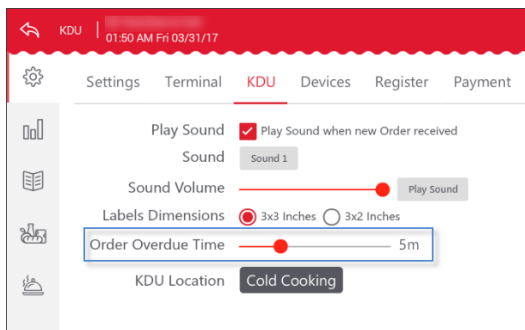 KDU
01:50 AM Fri 03/31/17
Settings Terminal KDU Devices Register Payment
Play Sound Play Sound when new Order received
Sound Sound 1
Sound Volume Play Sound
Labels Dimensions 3x3 Inches 3x2 Inches
Order Overdue Time 5m
KDU Location Cold Cooking